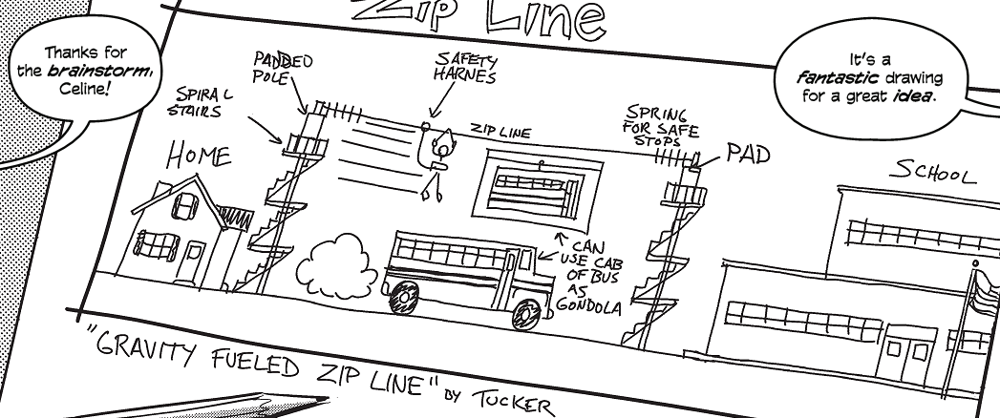 Zip Line
Thanks for
the brainstorm,
Celine!
It's a
fantastic drawing
for a great idea.
PADDED
POLE
SAFETY
HARNES
SPIRAL
STAIRS
ZIP LINE
SPRING
FOR SAFE
STOPS
PAD
HOME
SCHOOL
CAN
USE CAB
OF BUS
AS
GONDOLA
"GRAVITY FUELED ZIP LINE" BY TUCKER